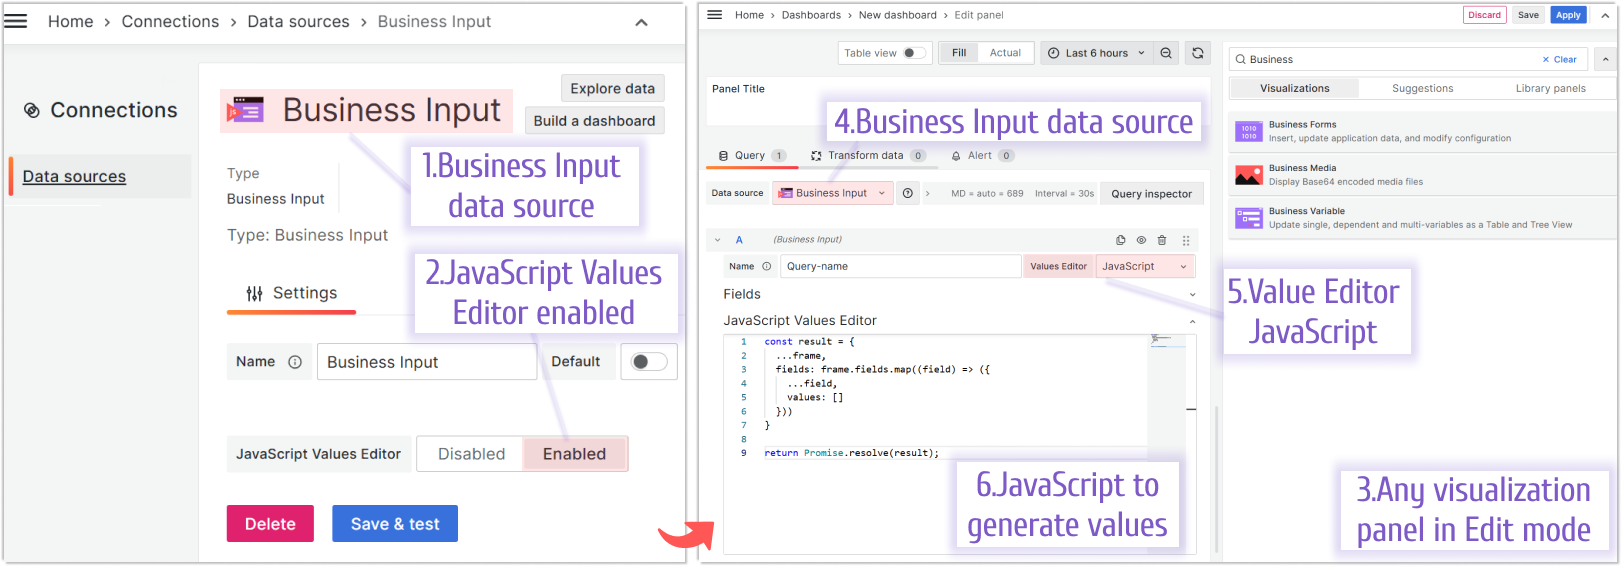 Home > Connections > Data sources > Business Input
Connections
Data sources
Business Input
Explore data
Build a dashboard
1.Business Input
data source
Type
Business Input
Type: Business Input
2.JavaScript Values
Editor enabled
Settings
Name
Business Input
Default
JavaScript Values Editor
Disabled
Enabled
Delete
Save & test
Home > Dashboards > New dashboard > Edit panel
Discard
Save
Apply
Table view
Fill
Actual
Last 6 hours
Panel Title
4.Business Input data source
Query 1
Transform data 0
Alert 0
Data source
Business Input
MD = auto = 689
Interval = 30s
Query inspector
A
(Business Input)
Name
Query-name
Values Editor
JavaScript
5.Value Editor
JavaScript
Fields
JavaScript Values Editor
1 const result = {
2 ...frame,
3 fields: frame.fields.map((field) => ({
4 ...field,
5 values: []
6 }))
7 }
8
9 return Promise.resolve(result);
6.JavaScript to
generate values
Business
Clear
Visualizations
Suggestions
Library panels
1010
1010
Business Forms
Insert, update application data, and modify configuration
Business Media
Display Base64 encoded media files
Business Variable
Update single, dependent and multi-variables as a Table and Tree View
3.Any visualization
panel in Edit mode